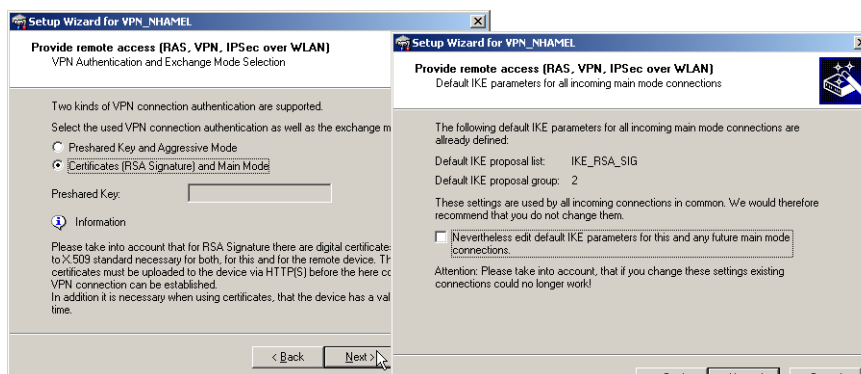 Setup Wizard for VPN_NHAMEL
Provide remote access (RAS, VPN, IPSec over WLAN)
VPN Authentication and Exchange Mode Selection
Two kinds of VPN connection authentication are supported.
Select the used VPN connection authentication as well as the exchange m
Preshared Key and Aggressive Mode
Certificates (RSA Signature) and Main Mode
Preshared Key:
Information
Please take into account that for RSA Signature there are digital certificate
to X.509 standard necessary for both, for this and for the remote device. Th
certificates must be uploaded to the device via HTTP(S) before the here co
VPN connection can be established.
In addition it is necessary when using certificates, that the device has a val
time.
< Back
Next >
Setup Wizard for VPN_NHAMEL
Provide remote access (RAS, VPN, IPSec over WLAN)
Default IKE parameters for all incoming main mode connections
The following default IKE parameters for all incoming main mode connections are
allready defined:
Default IKE proposal list: IKE_RSA_SIG
Default IKE proposal group: 2
These settings are used by all incoming connections in common. We would therefore
recommend that you do not change them.
Nevertheless edit default IKE parameters for this and any future main mode
connections.
Attention: Please take into account, that if you change these settings existing
connections could no longer work!